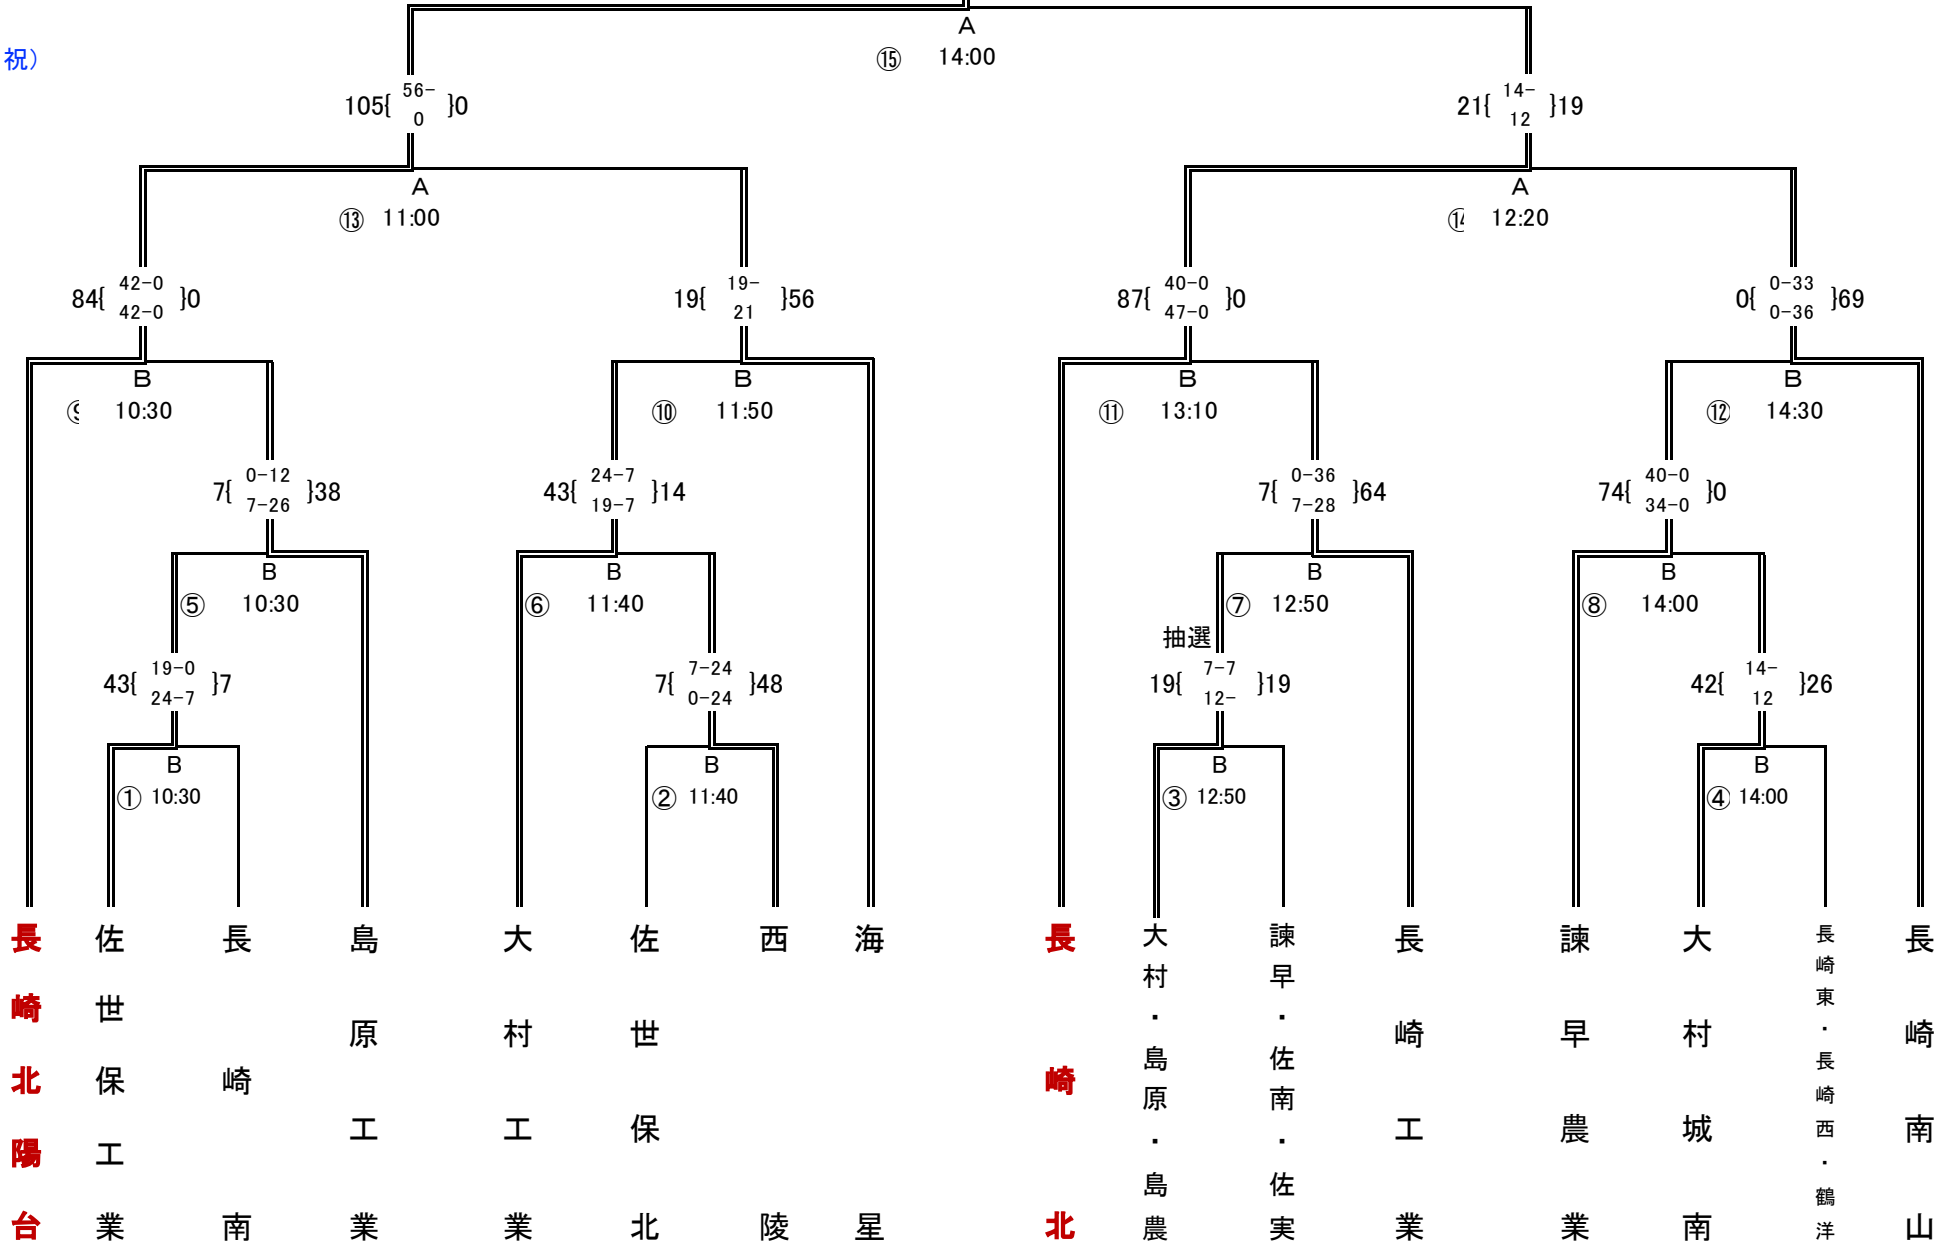 A
祝）
⑮ 14:00
105{ 56- }0
0
21{ 14- }19
12
A
⑬ 11:00
A
⑭ 12:20
84{ 42-0 }0
42-0
19{ 19- }56
21
87{ 40-0 }0
47-0
0{ 0-33 }69
0-36
B
⑨ 10:30
B
⑩ 11:50
B
⑪ 13:10
B
⑫ 14:30
7{ 0-12 }38
7-26
43{ 24-7 }14
19-7
7{ 0-36 }64
7-28
74{ 40-0 }0
34-0
B
⑤ 10:30
B
⑥ 11:40
B
⑦ 12:50
B
⑧ 14:00
抽選
43{ 19-0 }7
24-7
7{ 7-24 }48
0-24
19{ 7-7 }19
12-
42{ 14- }26
12
B
① 10:30
B
② 11:40
B
③ 12:50
B
④ 14:00
長崎北陽台
佐世保工業
長崎南
島原工業
大村工業
佐世保北
西陵
海星
長崎北
大村・島原・島農
諫早・佐南・佐実
長崎工業
諫早農業
大村城南
長崎東・長崎西・鶴洋
長崎南山